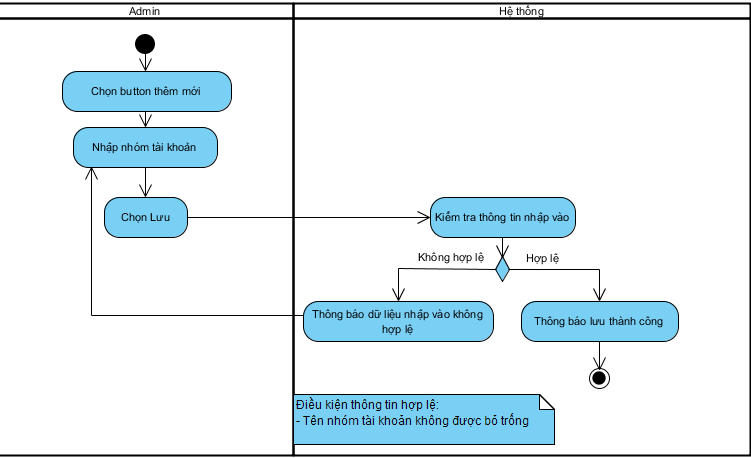 Admin
Hệ thống
Chọn button thêm mới
Nhập nhóm tài khoản
Chọn Lưu
Kiểm tra thông tin nhập vào
Không hợp lệ
Hợp lệ
Thông báo dữ liệu nhập vào không
hợp lệ
Thông báo lưu thành công
Điều kiện thông tin hợp lệ:
- Tên nhóm tài khoản không được bỏ trống